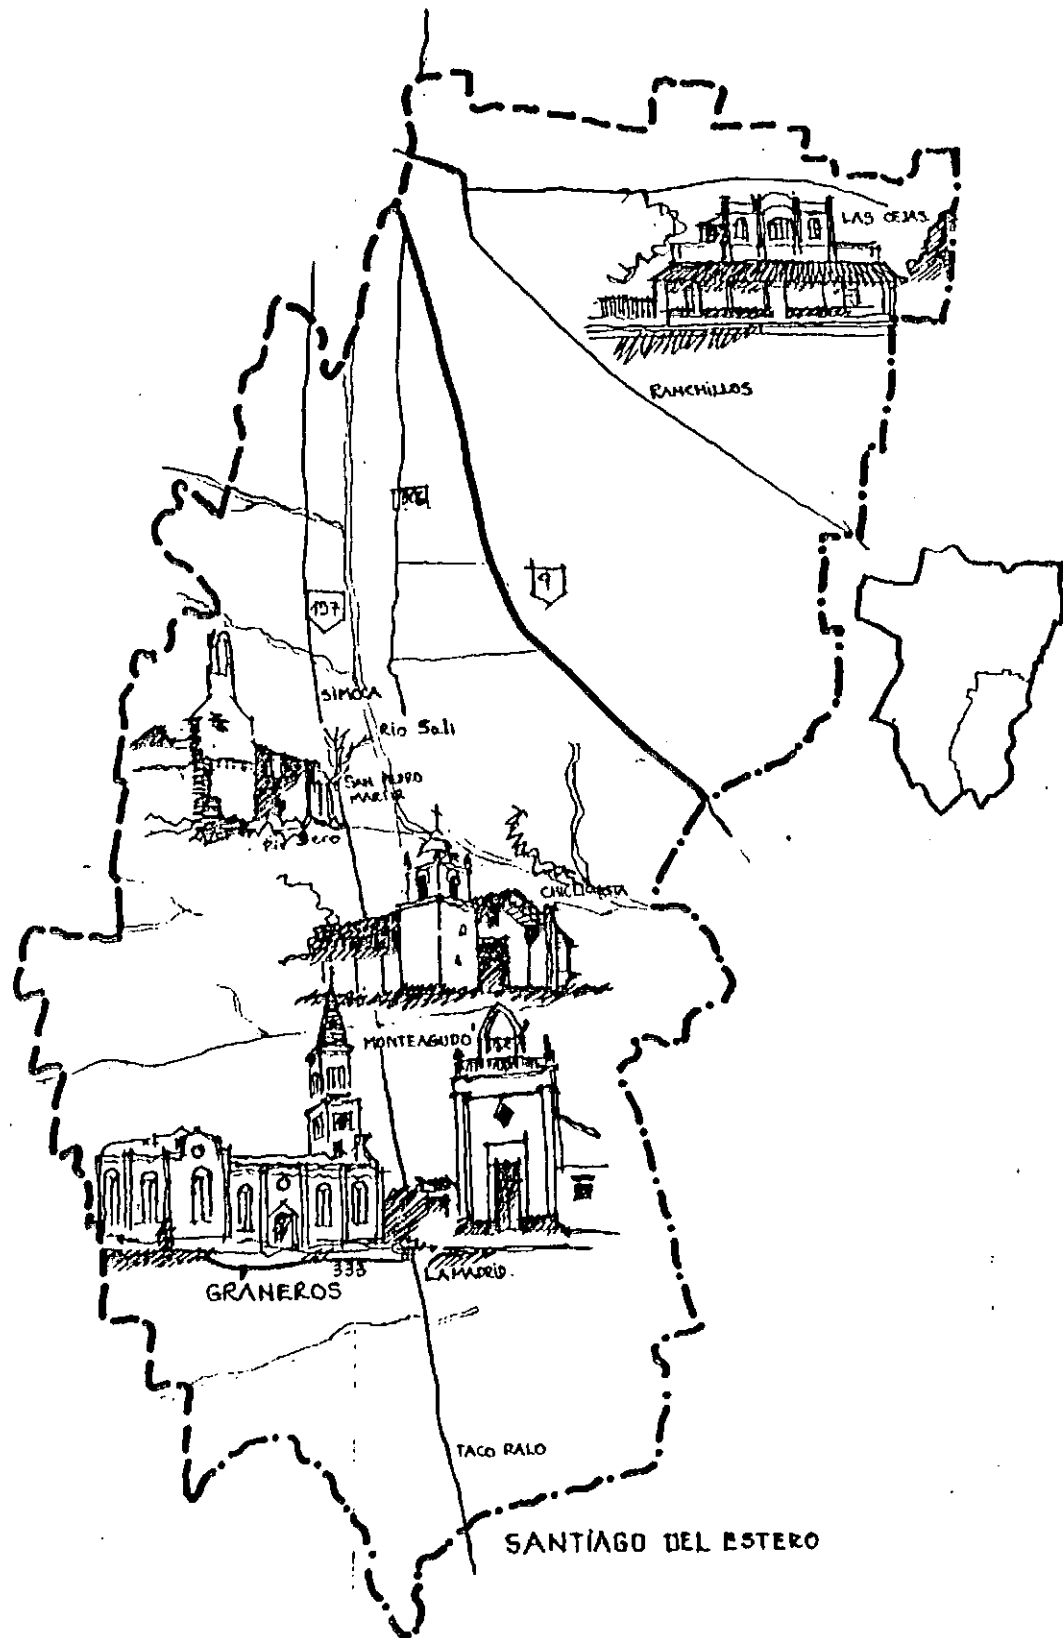 LAS CEJAS
RANCHILLOS
9
157
SIMOCA
Rio Sali
SAN PEDRO
MARTIR
CHICLIGASTA
MONTEAGUDO
333
GRANEROS
LAMADRID.
TACO RALO
SANTIAGO DEL ESTERO